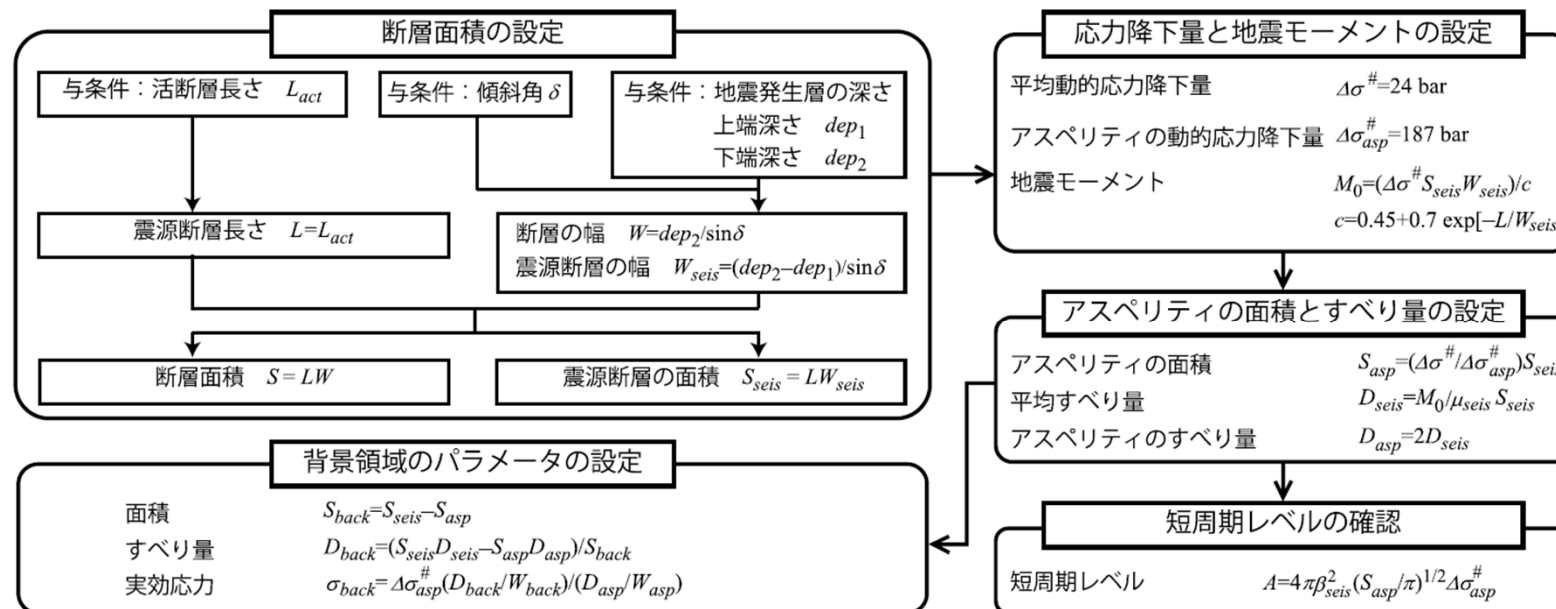 断層面積の設定
与条件：活断層長さ L_act
与条件：傾斜角 δ
与条件：地震発生層の深さ
上端深さ dep_1
下端深さ dep_2
震源断層長さ L=L_act
断層の幅 W=dep_2/sinδ
震源断層の幅 W_seis=(dep_2–dep_1)/sinδ
断層面積 S = LW
震源断層の面積 S_seis = LW_seis
応力降下量と地震モーメントの設定
平均動的応力降下量 Δσ^#=24 bar
アスペリティの動的応力降下量 Δσ^#_asp=187 bar
地震モーメント M_0=(Δσ^# S_seis W_seis)/c
c=0.45+0.7 exp[–L/W_seis
アスペリティの面積とすべり量の設定
アスペリティの面積 S_asp=(Δσ^#/Δσ^#_asp)S_seis
平均すべり量 D_seis=M_0/μ_seis S_seis
アスペリティのすべり量 D_asp=2D_seis
背景領域のパラメータの設定
面積 S_back=S_seis–S_asp
すべり量 D_back=(S_seis D_seis–S_asp D_asp)/S_back
実効応力 σ_back=Δσ^#_asp(D_back/W_back)/(D_asp/W_asp)
短周期レベルの確認
短周期レベル A=4πβ^2_seis(S_asp/π)^1/2 Δσ^#_asp